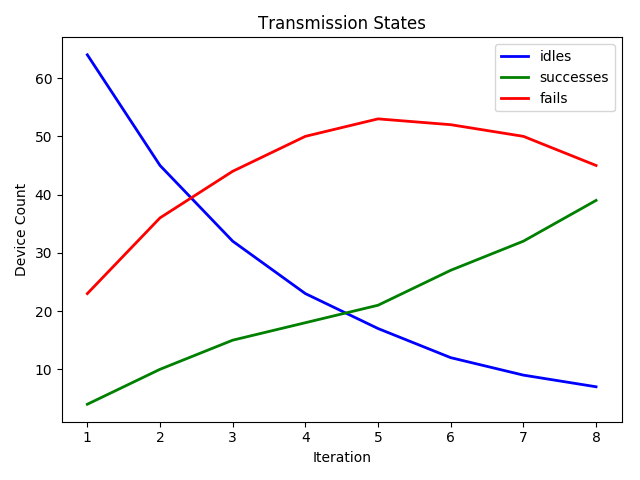 Transmission States
idles
successes
fails
Device Count
60
50
40
30
20
10
1 2 3 4 5 6 7 8
Iteration